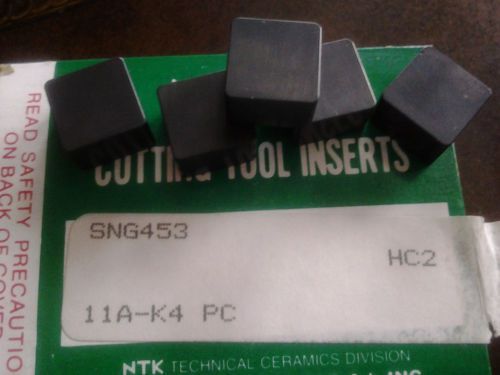 READ SAFETY PRECAUTIO
ON BACK OF COVER
CUTTING TOOL INSERTS
SNG453
HC2
11A-K4 PC
NTK TECHNICAL CERAMICS DIVISION
INC